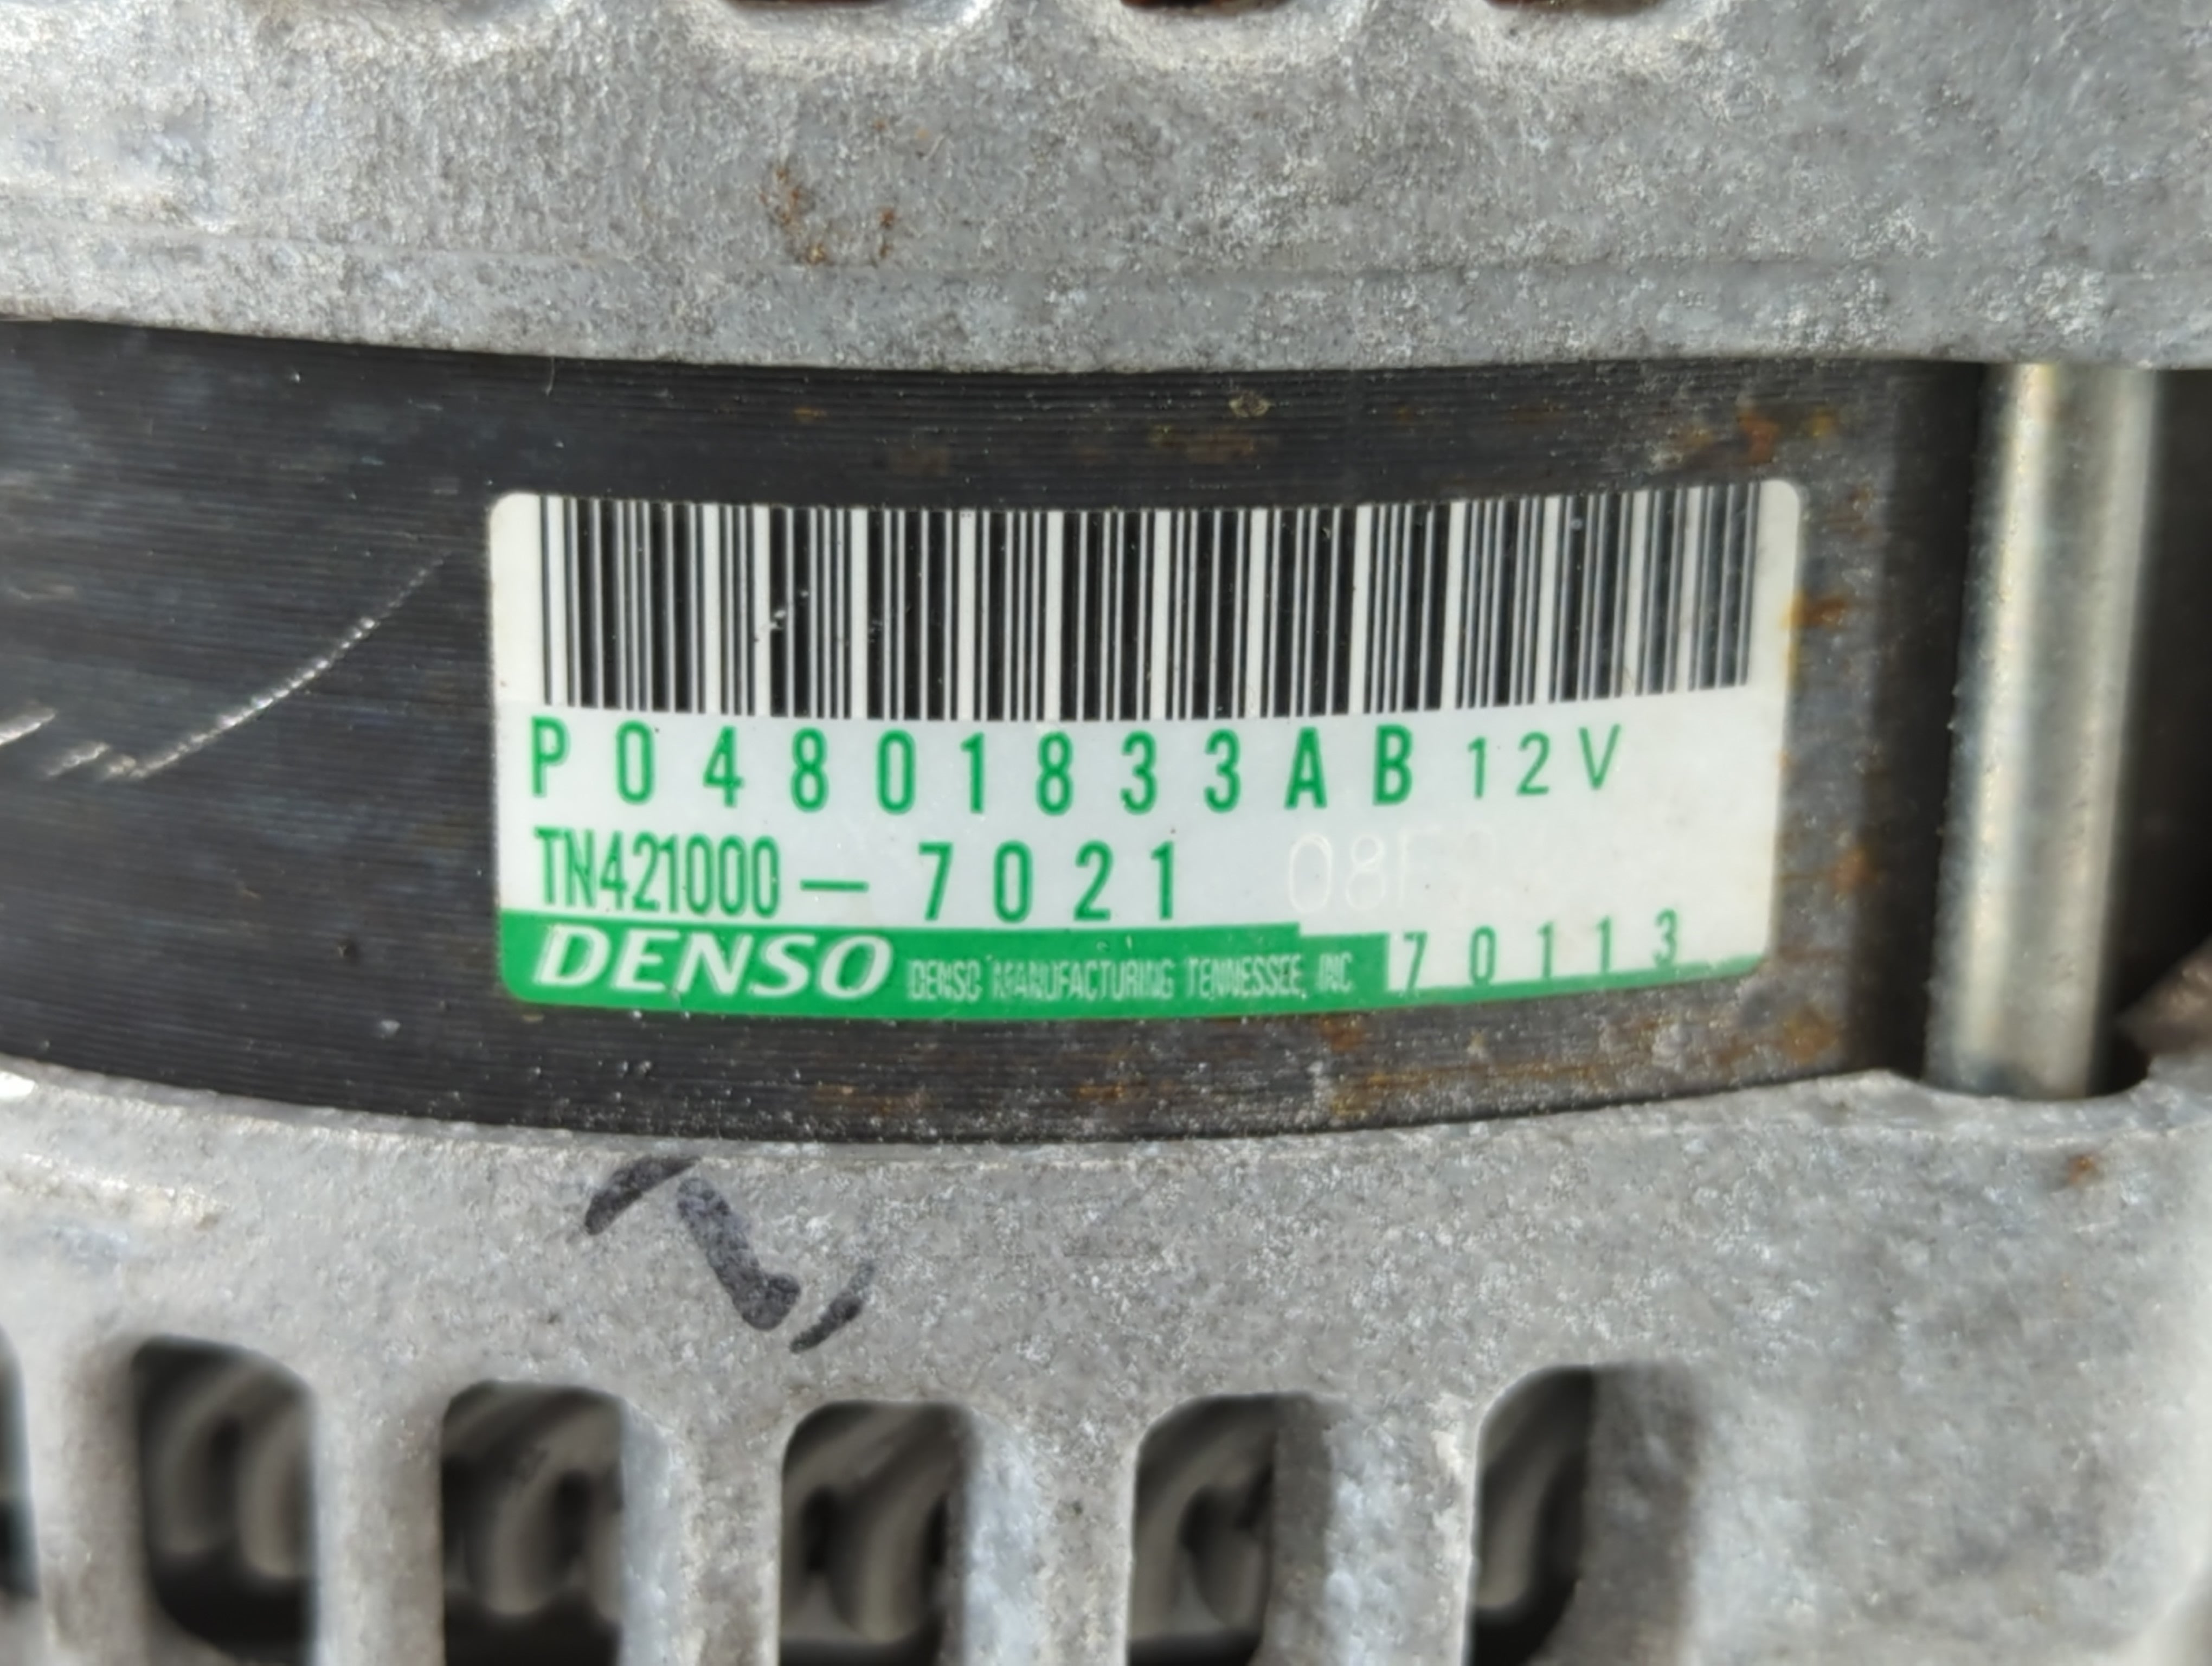 P04801833AB 12V
TN421000-7021
DENSO DENSO MANUFACTURING TENNESSEE, INC 70113